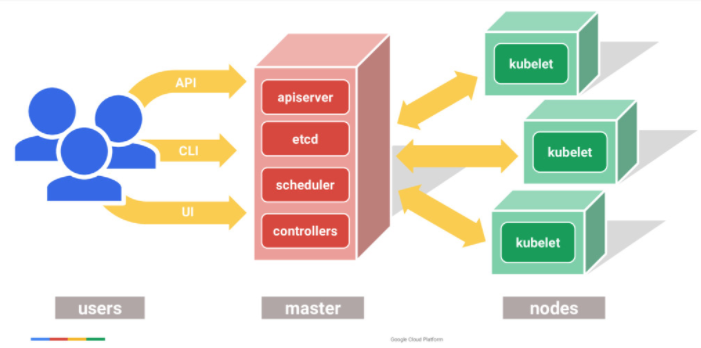 API
CLI
UI
apiserver
etcd
scheduler
controllers
kubelet
kubelet
kubelet
users
master
nodes
Google Cloud Platform